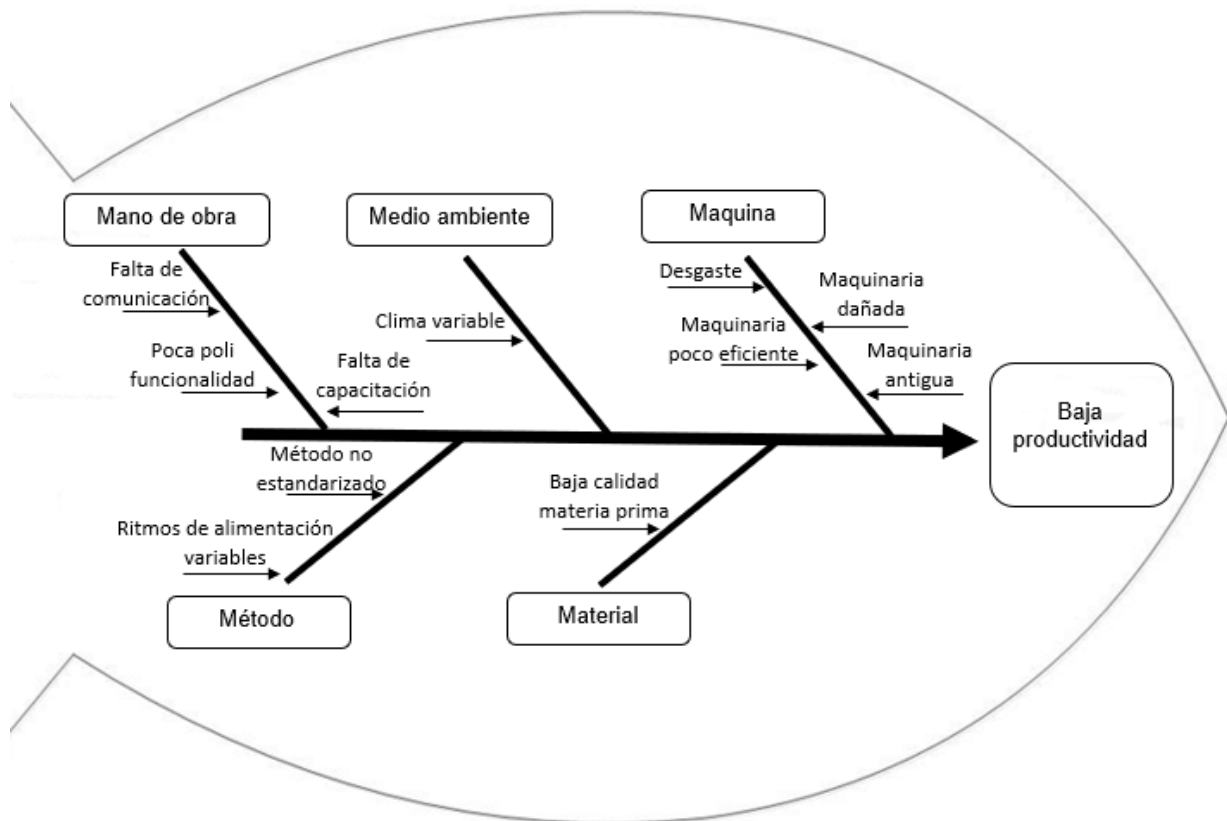 Mano de obra
Medio ambiente
Maquina
Falta de
comunicación
Poca poli
funcionalidad
Falta de
capacitación
Clima variable
Desgaste
Maquinaria
dañada
Maquinaria
poco eficiente
Maquinaria
antigua
Baja
productividad
Método no
estandarizado
Ritmos de alimentación
variables
Baja calidad
materia prima
Método
Material